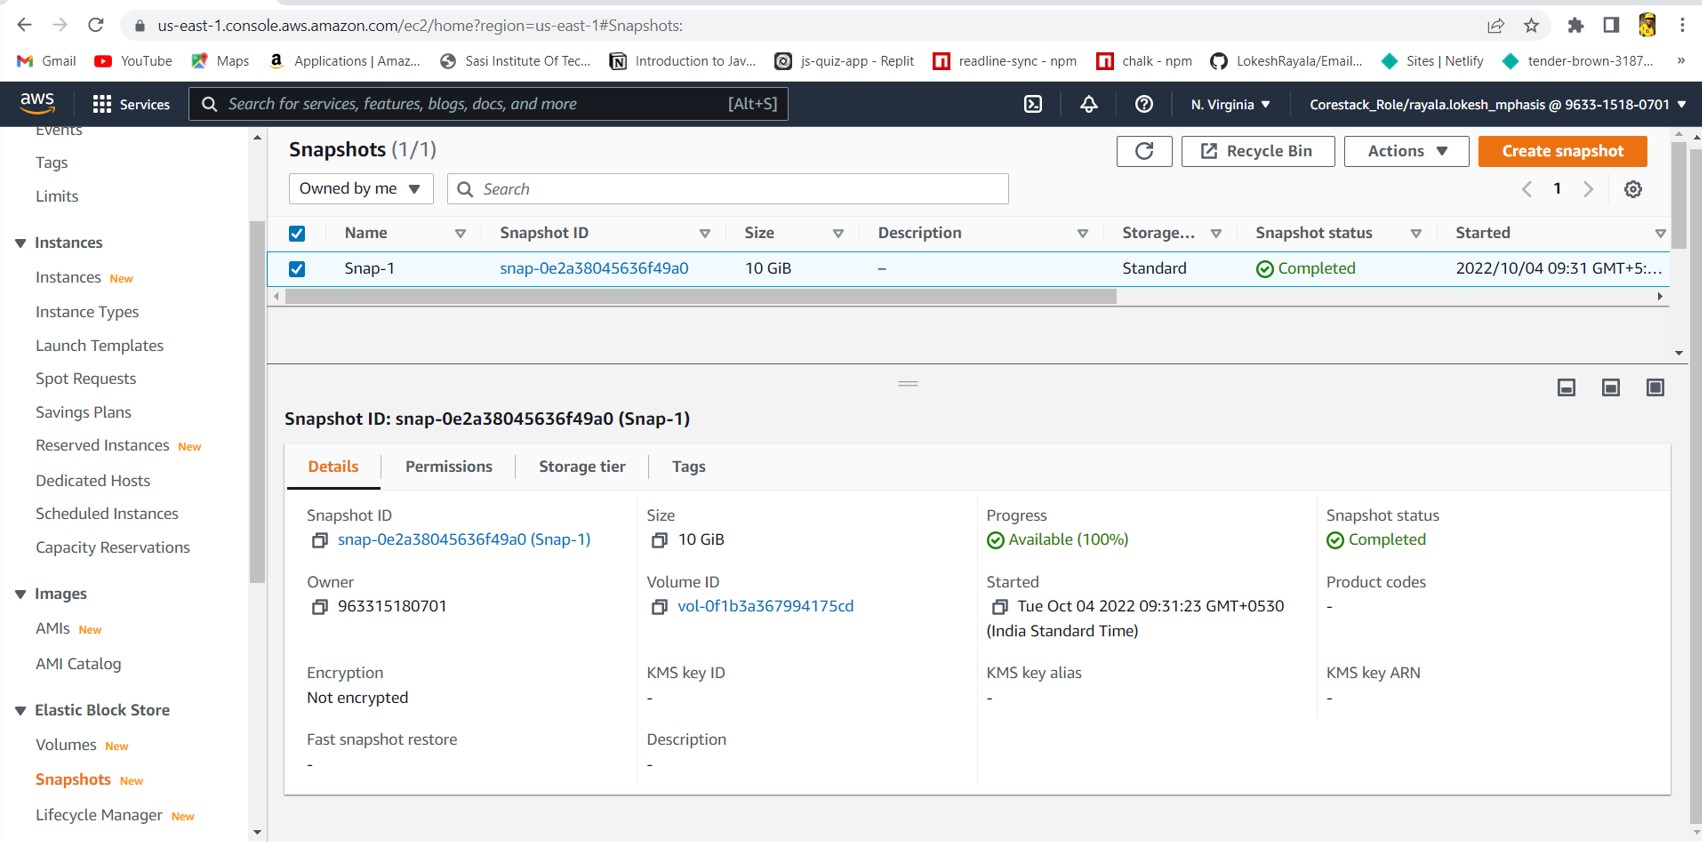 us-east-1.console.aws.amazon.com/ec2/home?region=us-east-1#Snapshots:
Gmail YouTube Maps Applications | Amaz... Sasi Institute Of Tec... Introduction to Jav... js-quiz-app - Replit readline-sync - npm chalk - npm LokeshRayala/Email... Sites | Netlify tender-brown-3187... »
aws Services Search for services, features, blogs, docs, and more [Alt+S] N. Virginia Corestack_Role/rayala.lokesh_mphasis @ 9633-1518-0701
Events
Tags
Limits
Instances
Instances New
Instance Types
Launch Templates
Spot Requests
Savings Plans
Reserved Instances New
Dedicated Hosts
Scheduled Instances
Capacity Reservations
Images
AMIs New
AMI Catalog
Elastic Block Store
Volumes New
Snapshots New
Lifecycle Manager New
Snapshots (1/1) Recycle Bin Actions Create snapshot
Owned by me Search 1
Name Snapshot ID Size Description Storage... Snapshot status Started
Snap-1 snap-0e2a38045636f49a0 10 GiB – Standard Completed 2022/10/04 09:31 GMT+5:...
Snapshot ID: snap-0e2a38045636f49a0 (Snap-1)
Details Permissions Storage tier Tags
Snapshot ID Size Progress Snapshot status
snap-0e2a38045636f49a0 (Snap-1) 10 GiB Available (100%) Completed
Owner Volume ID Started Product codes
963315180701 vol-0f1b3a367994175cd Tue Oct 04 2022 09:31:23 GMT+0530 -
(India Standard Time)
Encryption KMS key ID KMS key alias KMS key ARN
Not encrypted - - -
Fast snapshot restore Description
- -